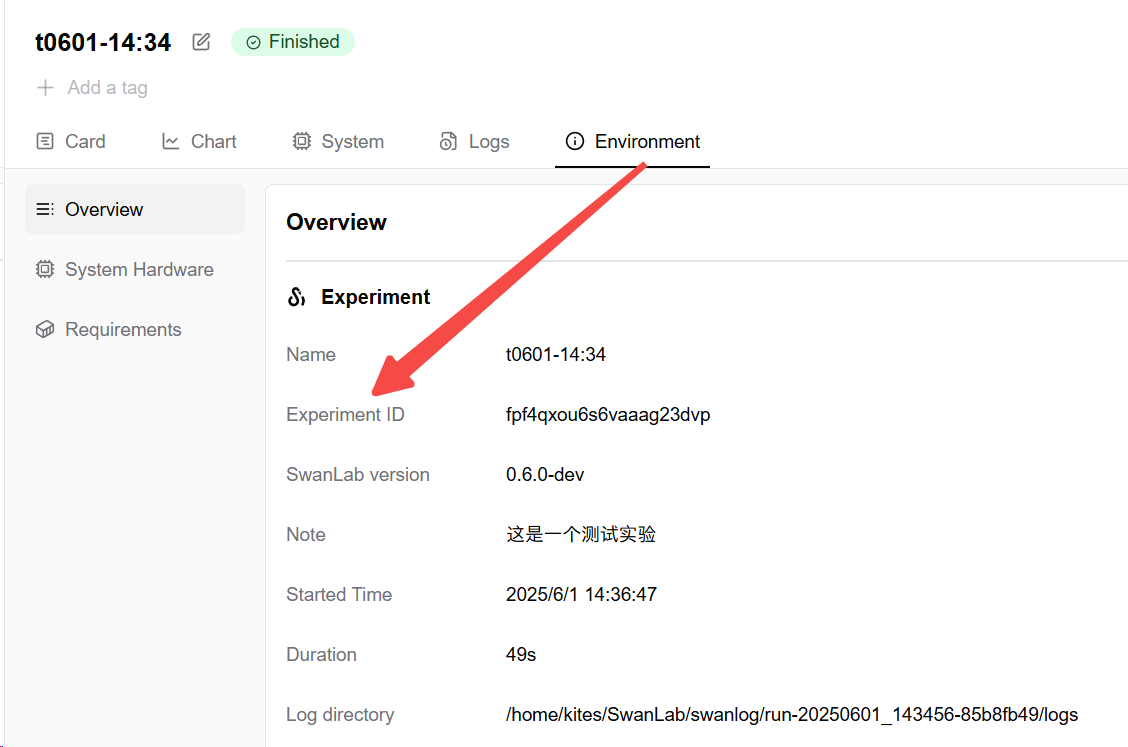 t0601-14:34 Finished
Add a tag
Card Chart System Logs Environment
Overview
System Hardware
Requirements
Overview
Experiment
Name t0601-14:34
Experiment ID fpf4qxou6s6vaaag23dvp
SwanLab version 0.6.0-dev
Note 这是一个测试实验
Started Time 2025/6/1 14:36:47
Duration 49s
Log directory /home/kites/SwanLab/swanlog/run-20250601_143456-85b8fb49/logs